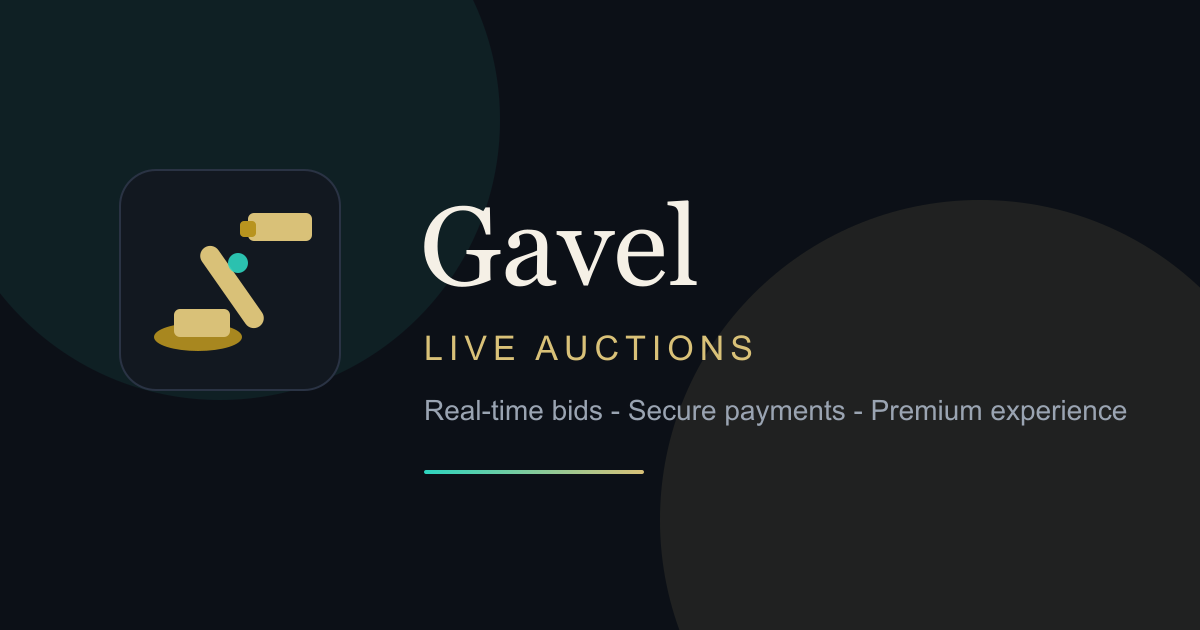 Gavel
LIVE AUCTIONS
Real-time bids - Secure payments - Premium experience